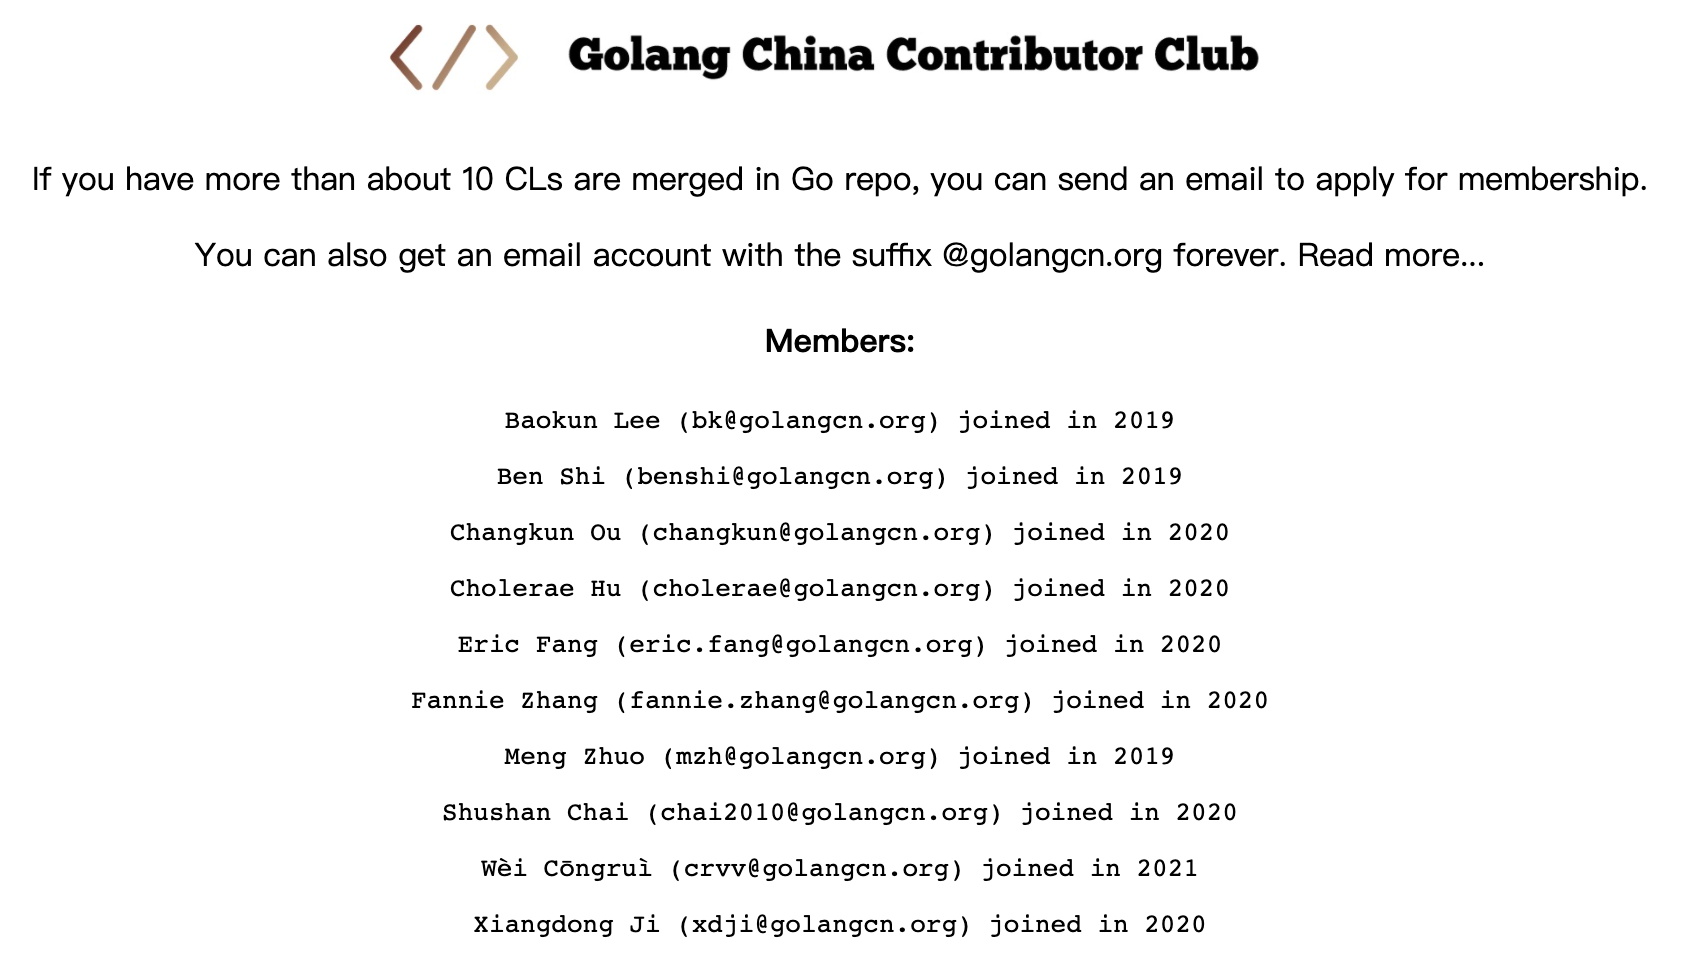 </> Golang China Contributor Club
If you have more than about 10 CLs are merged in Go repo, you can send an email to apply for membership.
You can also get an email account with the suffix @golangcn.org forever. Read more...
Members:
Baokun Lee (bk@golangcn.org) joined in 2019
Ben Shi (benshi@golangcn.org) joined in 2019
Changkun Ou (changkun@golangcn.org) joined in 2020
Cholerae Hu (cholerae@golangcn.org) joined in 2020
Eric Fang (eric.fang@golangcn.org) joined in 2020
Fannie Zhang (fannie.zhang@golangcn.org) joined in 2020
Meng Zhuo (mzh@golangcn.org) joined in 2019
Shushan Chai (chai2010@golangcn.org) joined in 2020
Wèi Cōngruì (crvv@golangcn.org) joined in 2021
Xiangdong Ji (xdji@golangcn.org) joined in 2020